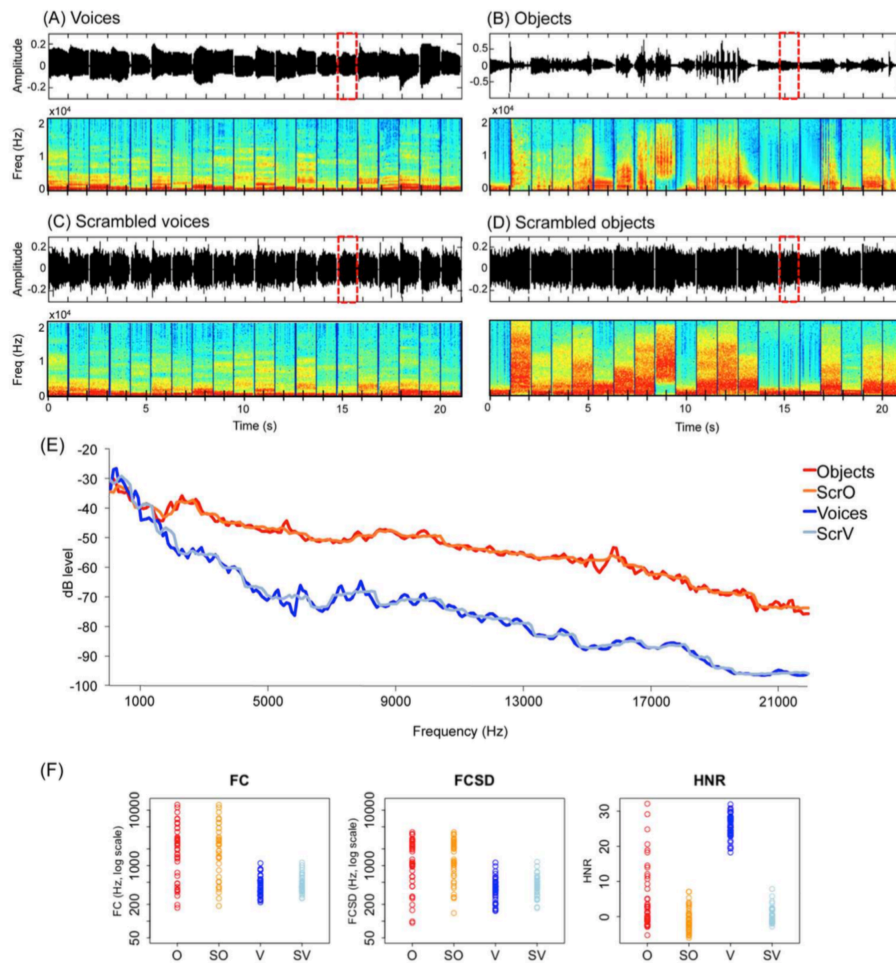 (A) Voices
Amplitude
0.2
0
-0.2
x10⁴
Freq (Hz)
2
1
0
(B) Objects
0.5
0
-0.5
x10⁴
2
1
0
(C) Scrambled voices
Amplitude
0.2
0
-0.2
x10⁴
Freq (Hz)
2
1
0
0 5 10 15 20
Time (s)
(D) Scrambled objects
0.2
0
-0.2
0 5 10 15 20
Time (s)
(E)
dB level
-20
-30
-40
-50
-60
-70
-80
-90
-100
1000 5000 9000 13000 17000 21000
Frequency (Hz)
Objects
ScrO
Voices
ScrV
(F)
FC
FC (Hz, log scale)
10000
1000
200
50
O SO V SV
FCSD
FCSD (Hz, log scale)
10000
1000
200
50
O SO V SV
HNR
HNR
30
20
10
0
O SO V SV